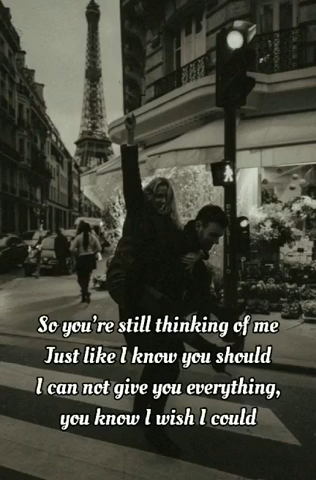 So you're still thinking of me
Just like I know you should
I can not give you everything,
you know I wish I could